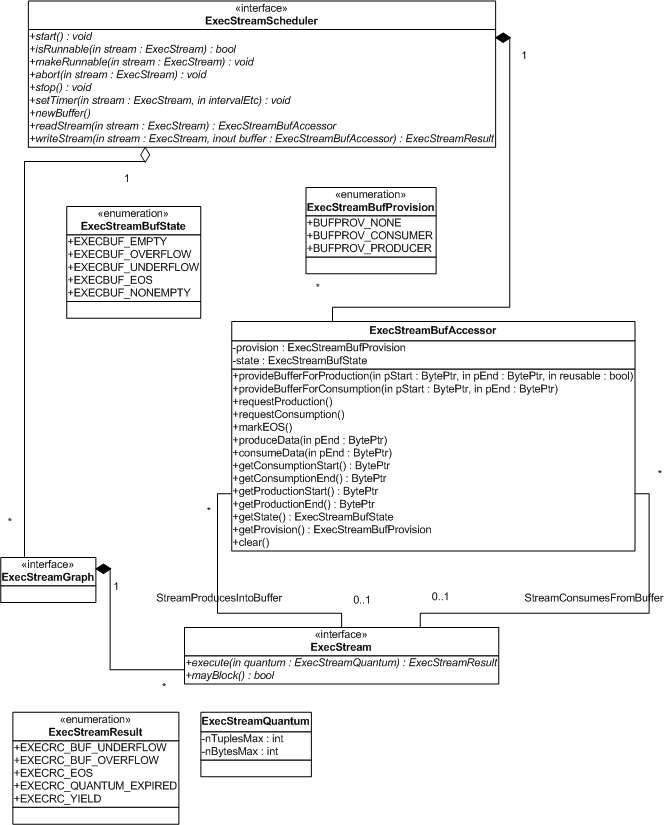 «interface»
ExecStreamScheduler
+start() : void
+isRunnable(in stream : ExecStream) : bool
+makeRunnable(in stream : ExecStream) : void
+abort(in stream : ExecStream) : void
+stop() : void
+setTimer(in stream : ExecStream, in intervalEtc) : void
+newBuffer()
+readStream(in stream : ExecStream) : ExecStreamBufAccessor
+writeStream(in stream : ExecStream, inout buffer : ExecStreamBufAccessor) : ExecStreamResult
1
1
«enumeration»
ExecStreamBufState
+EXECBUF_EMPTY
+EXECBUF_OVERFLOW
+EXECBUF_UNDERFLOW
+EXECBUF_EOS
+EXECBUF_NONEMPTY
«enumeration»
ExecStreamBufProvision
+BUFPROV_NONE
+BUFPROV_CONSUMER
+BUFPROV_PRODUCER
*
ExecStreamBufAccessor
-provision : ExecStreamBufProvision
-state : ExecStreamBufState
+provideBufferForProduction(in pStart : BytePtr, in pEnd : BytePtr, in reusable : bool)
+provideBufferForConsumption(in pStart : BytePtr, in pEnd : BytePtr)
+requestProduction()
+requestConsumption()
+markEOS()
+produceData(in pEnd : BytePtr)
+consumeData(in pEnd : BytePtr)
+getConsumptionStart() : BytePtr
+getConsumptionEnd() : BytePtr
+getProductionStart() : BytePtr
+getProductionEnd() : BytePtr
+getState() : ExecStreamBufState
+getProvision() : ExecStreamBufProvision
+clear()
*
*
*
«interface»
ExecStreamGraph
1
StreamProducesIntoBuffer
0..1
0..1
StreamConsumesFromBuffer
«interface»
ExecStream
+execute(in quantum : ExecStreamQuantum) : ExecStreamResult
+mayBlock() : bool
*
«enumeration»
ExecStreamResult
+EXECRC_BUF_UNDERFLOW
+EXECRC_BUF_OVERFLOW
+EXECRC_EOS
+EXECRC_QUANTUM_EXPIRED
+EXECRC_YIELD
ExecStreamQuantum
-nTuplesMax : int
-nBytesMax : int